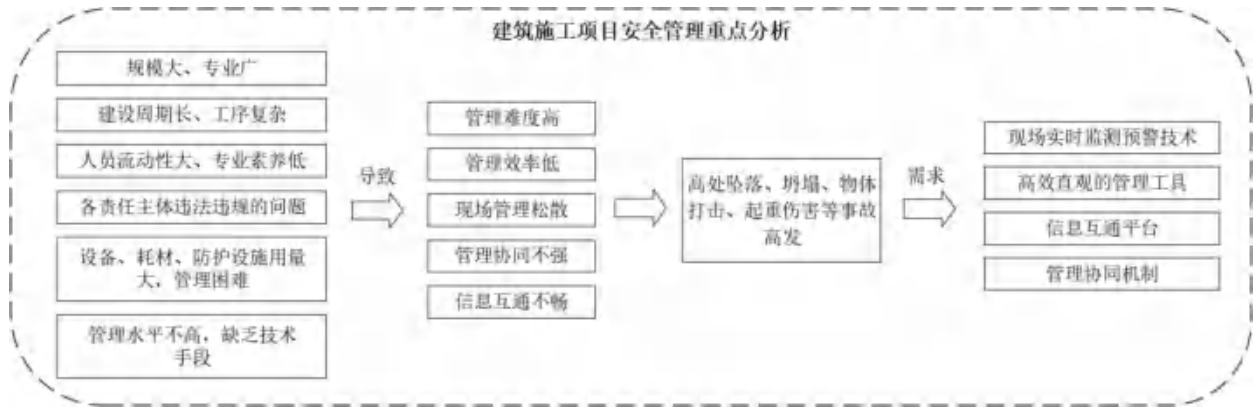 建筑施工项目安全管理重点分析
规模大、专业广
建设周期长、工序复杂
人员流动性大、专业素养低
各责任主体违法违规的问题
设备、耗材、防护设施用量
大，管理困难
管理水平不高，缺乏技术
手段
导致
管理难度高
管理效率低
现场管理松散
管理协同不强
信息互通不畅
高处坠落、坍塌、物体
打击、起重伤害等事故
高发
需求
现场实时监测预警技术
高效直观的管理工具
信息互通平台
管理协同机制